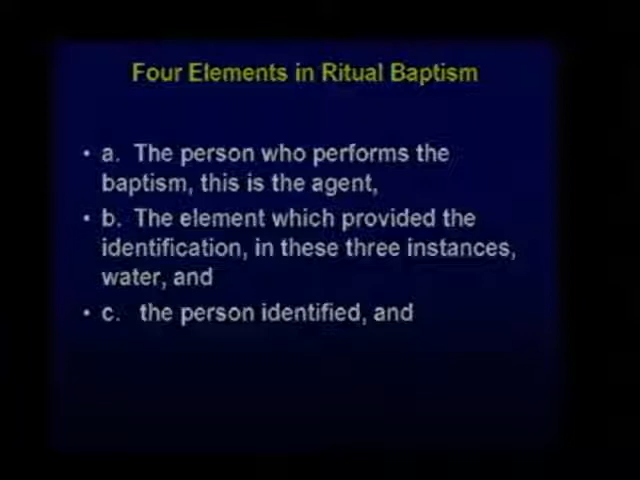 Four Elements in Ritual Baptism
• a. The person who performs the
baptism, this is the agent,
• b. The element which provided the
identification, in these three instances,
water, and
• c. the person identified, and